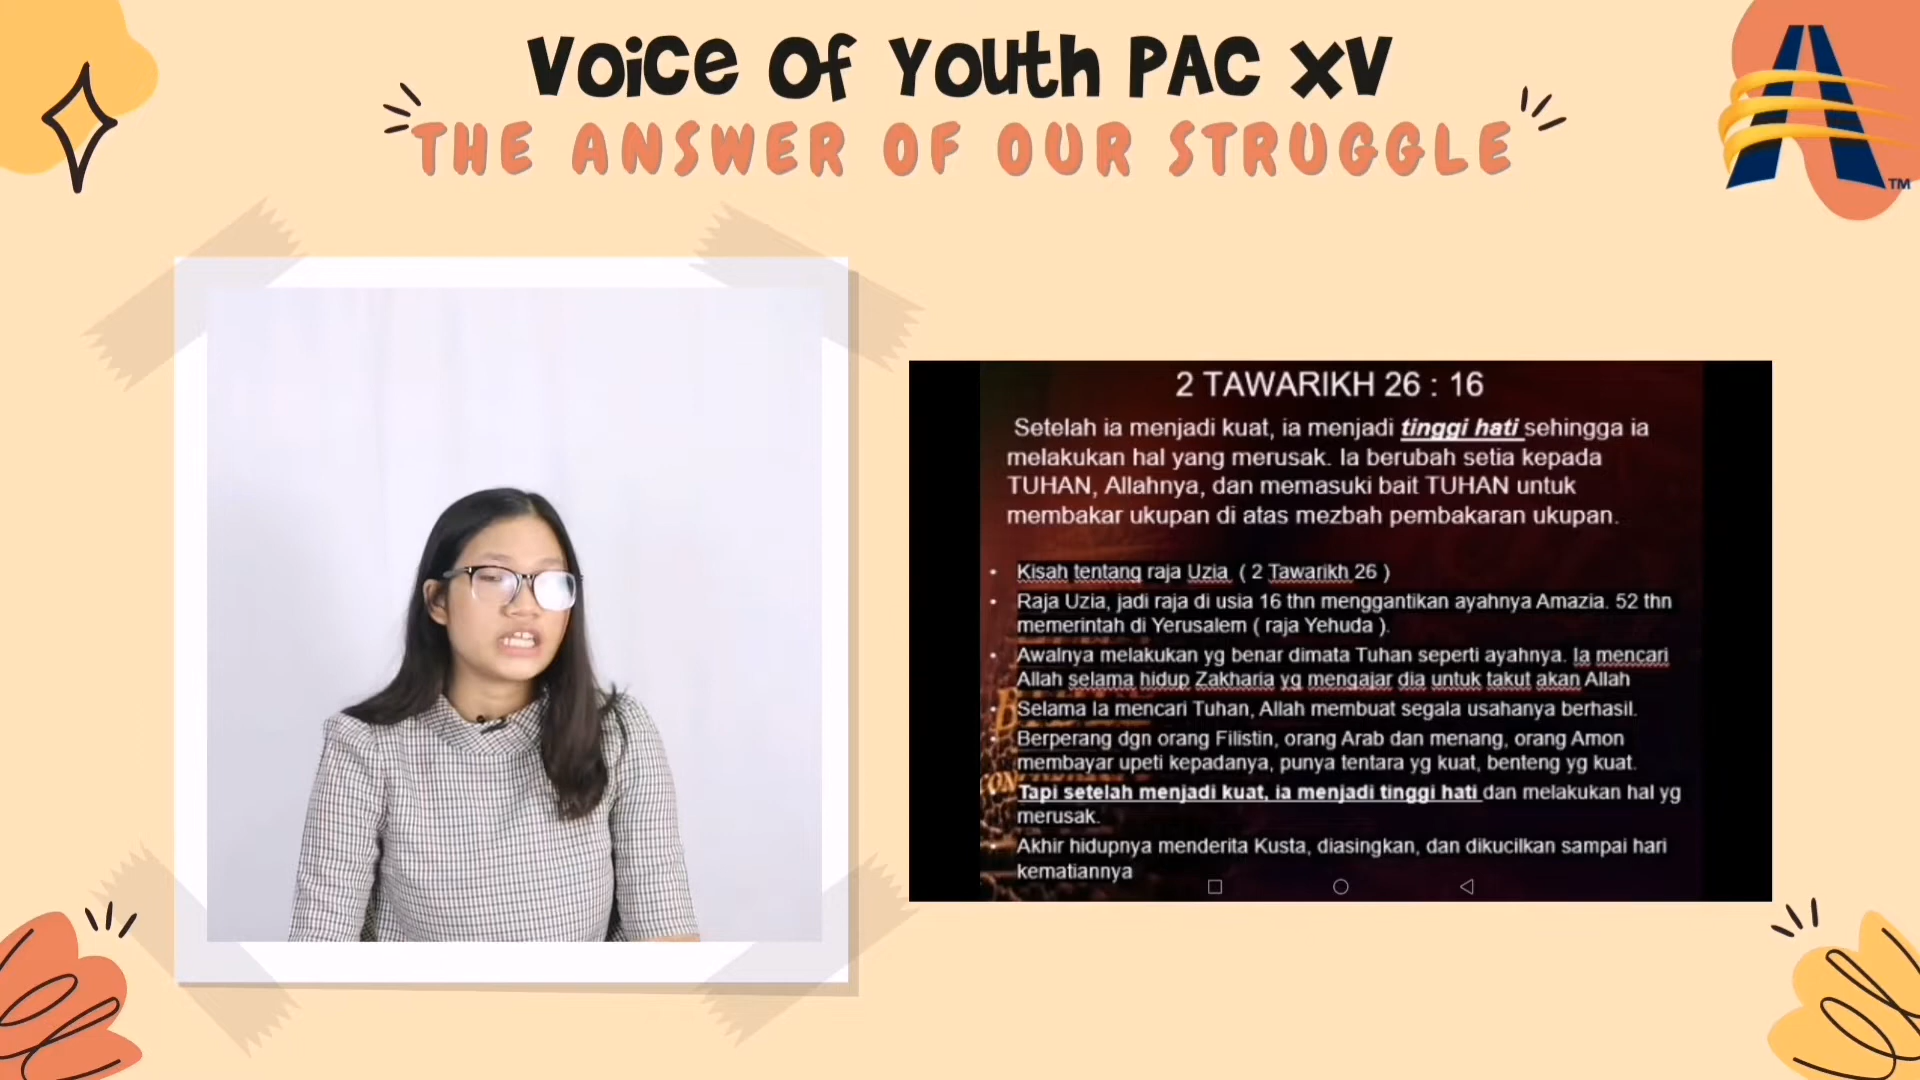 Voice Of Youth PAC XV
THE ANSWER OF OUR STRUGGLE
TM
2 TAWARIKH 26 : 16
Setelah ia menjadi kuat, ia menjadi tinggi hati sehingga ia
melakukan hal yang merusak. Ia berubah setia kepada
TUHAN, Allahnya, dan memasuki bait TUHAN untuk
membakar ukupan di atas mezbah pembakaran ukupan.
• Kisah tentang raja Uzia ( 2 Tawarikh 26 )
• Raja Uzia, jadi raja di usia 16 thn menggantikan ayahnya Amazia. 52 thn
memerintah di Yerusalem ( raja Yehuda ).
• Awalnya melakukan yg benar dimata Tuhan seperti ayahnya. Ia mencari
Allah selama hidup Zakharia yg mengajar dia untuk takut akan Allah
• Selama Ia mencari Tuhan, Allah membuat segala usahanya berhasil.
• Berperang dgn orang Filistin, orang Arab dan menang, orang Amon
membayar upeti kepadanya, punya tentara yg kuat, benteng yg kuat.
Tapi setelah menjadi kuat, ia menjadi tinggi hati dan melakukan hal yg
merusak.
• Akhir hidupnya menderita Kusta, diasingkan, dan dikucilkan sampai hari
kematiannya